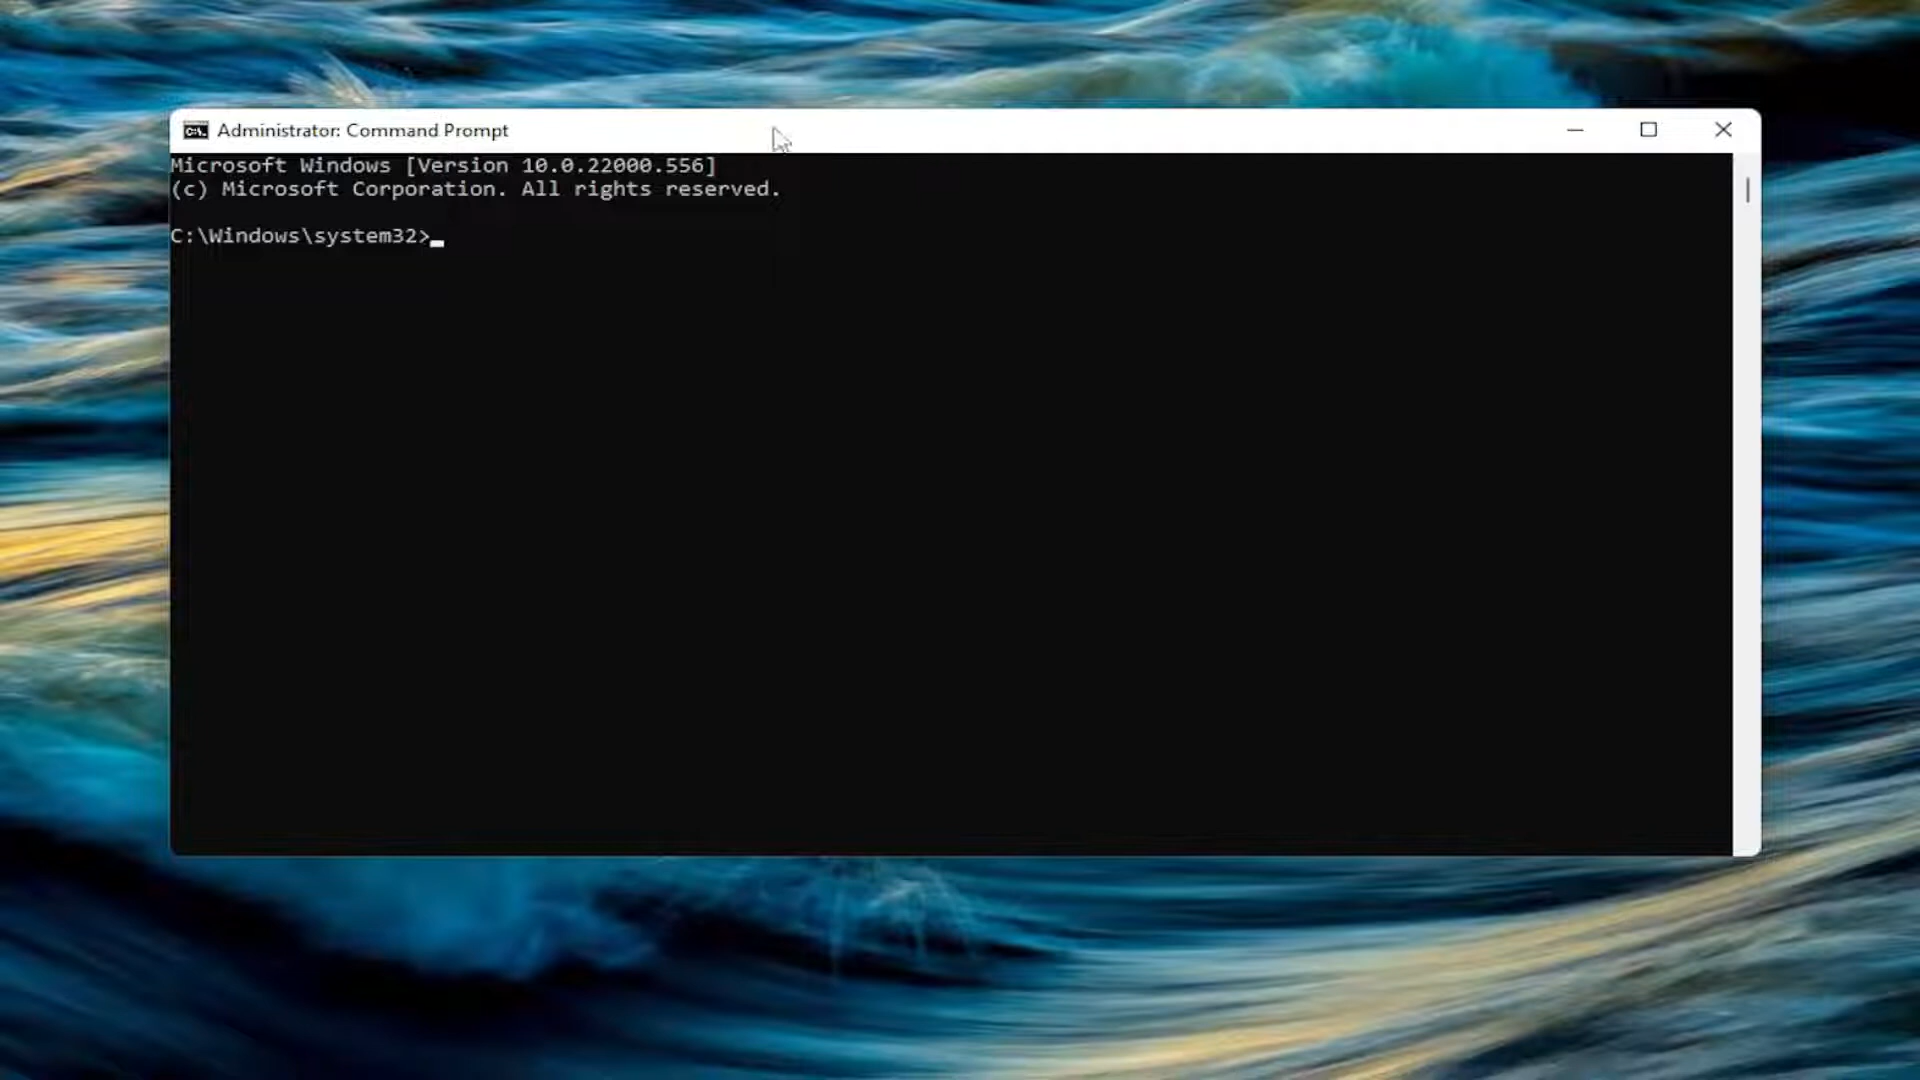 Administrator: Command Prompt
Microsoft Windows [Version 10.0.22000.556]
(c) Microsoft Corporation. All rights reserved.
C:\Windows\system32>